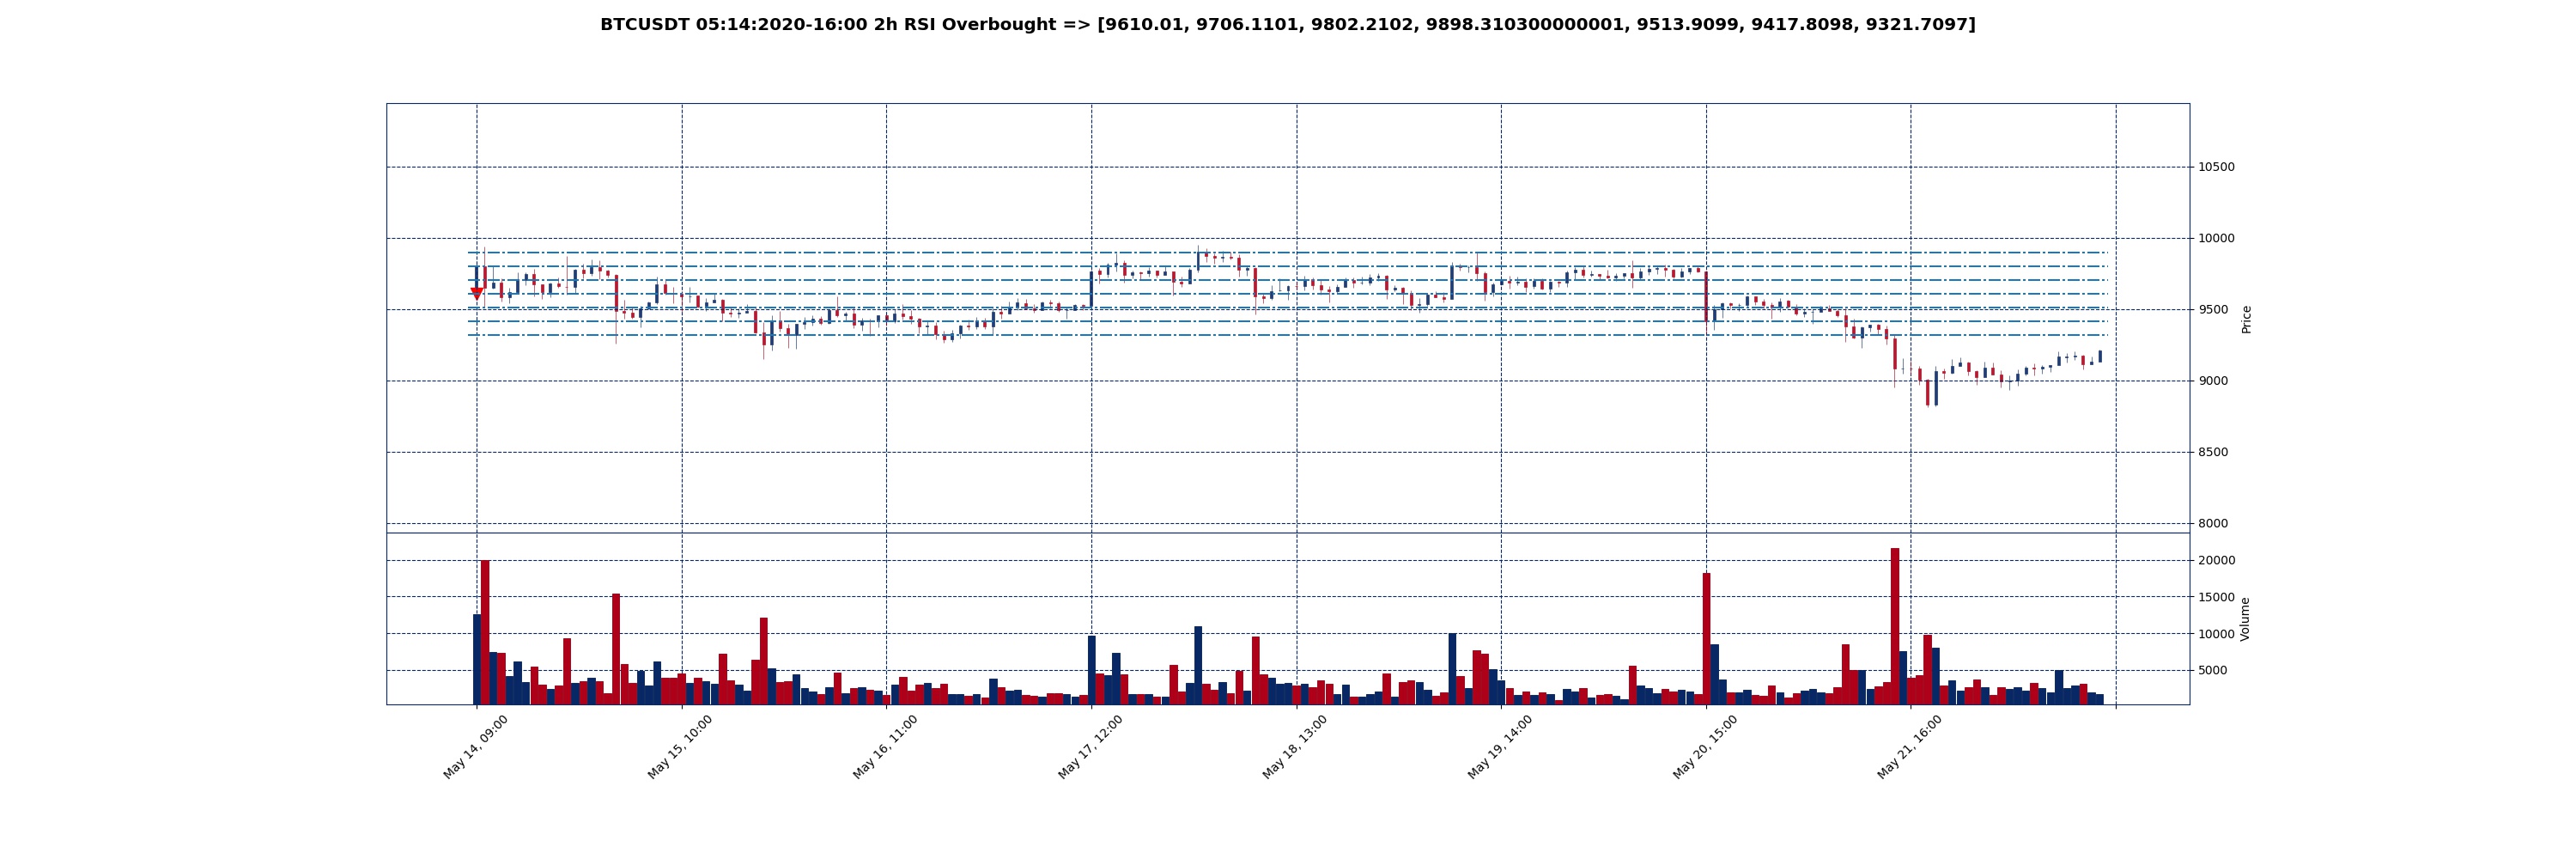 BTCUSDT 05:14:2020-16:00 2h RSI Overbought => [9610.01, 9706.1101, 9802.2102, 9898.310300000001, 9513.9099, 9417.8098, 9321.7097]
10500
10000
9500
9000
8500
8000
Price
20000
15000
10000
5000
Volume
May 14, 09:00
May 15, 10:00
May 16, 11:00
May 17, 12:00
May 18, 13:00
May 19, 14:00
May 20, 15:00
May 21, 16:00